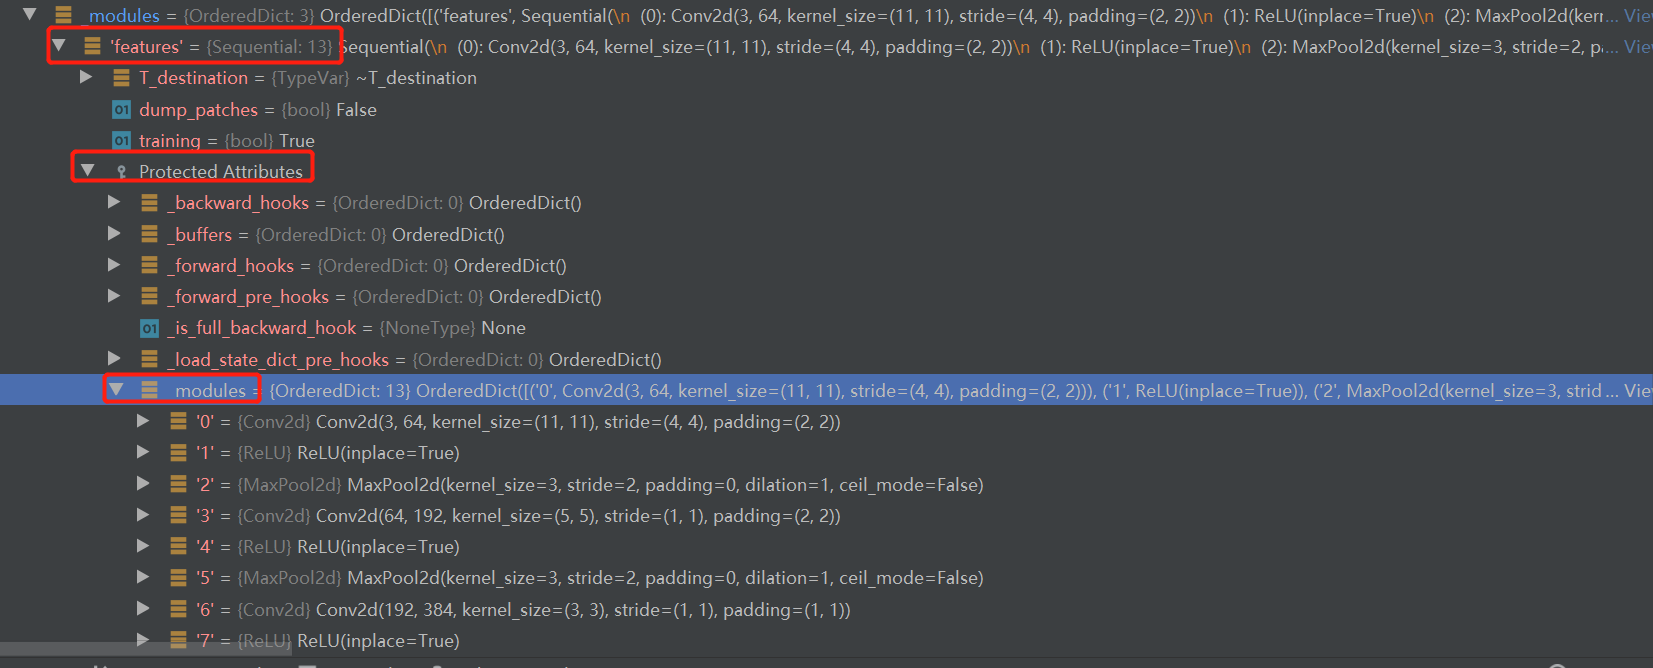 _modules = {OrderedDict: 3} OrderedDict([('features', Sequential(\n  (0): Conv2d(3, 64, kernel_size=(11, 11), stride=(4, 4), padding=(2, 2))\n  (1): ReLU(inplace=True)\n  (2): MaxPool2d(keri... View
'features' = {Sequential: 13} Sequential(\n  (0): Conv2d(3, 64, kernel_size=(11, 11), stride=(4, 4), padding=(2, 2))\n  (1): ReLU(inplace=True)\n  (2): MaxPool2d(kernel_size=3, stride=2, p... View
T_destination = {TypeVar} ~T_destination
01 dump_patches = {bool} False
01 training = {bool} True
Protected Attributes
_backward_hooks = {OrderedDict: 0} OrderedDict()
_buffers = {OrderedDict: 0} OrderedDict()
_forward_hooks = {OrderedDict: 0} OrderedDict()
_forward_pre_hooks = {OrderedDict: 0} OrderedDict()
01 _is_full_backward_hook = {NoneType} None
_load_state_dict_pre_hooks = {OrderedDict: 0} OrderedDict()
_modules = {OrderedDict: 13} OrderedDict([('0', Conv2d(3, 64, kernel_size=(11, 11), stride=(4, 4), padding=(2, 2))), ('1', ReLU(inplace=True)), ('2', MaxPool2d(kernel_size=3, strid... View
'0' = {Conv2d} Conv2d(3, 64, kernel_size=(11, 11), stride=(4, 4), padding=(2, 2))
'1' = {ReLU} ReLU(inplace=True)
'2' = {MaxPool2d} MaxPool2d(kernel_size=3, stride=2, padding=0, dilation=1, ceil_mode=False)
'3' = {Conv2d} Conv2d(64, 192, kernel_size=(5, 5), stride=(1, 1), padding=(2, 2))
'4' = {ReLU} ReLU(inplace=True)
'5' = {MaxPool2d} MaxPool2d(kernel_size=3, stride=2, padding=0, dilation=1, ceil_mode=False)
'6' = {Conv2d} Conv2d(192, 384, kernel_size=(3, 3), stride=(1, 1), padding=(1, 1))
'7' = {ReLU} ReLU(inplace=True)